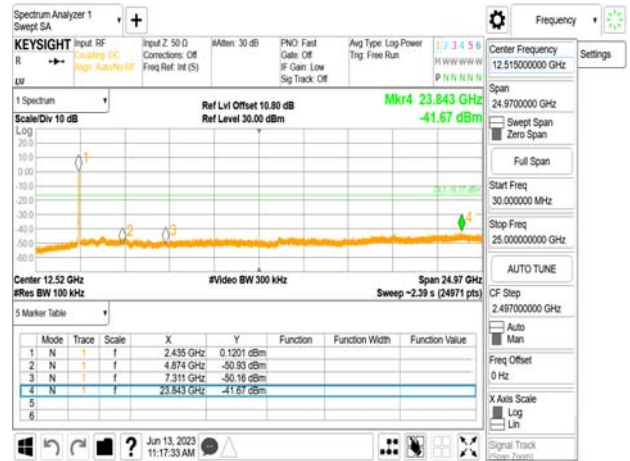 Spectrum Analyzer 1
Swept SA
Frequency
KEYSIGHT
R
Input: RF
Coupling: DC
Align: Auto/No RF
Input Z: 50 Ω
Corrections: Off
Freq Ref: Int (S)
#Atten: 30 dB
PNO: Fast
Gate: Off
IF Gain: Low
Sig Track: Off
Avg Type: Log-Power
Trig: Free Run
1 2 3 4 5 6
M W W W W W
P N N N N N
1 Spectrum
Scale/Div 10 dB
Ref Lvl Offset 10.80 dB
Ref Level 30.00 dBm
Mkr4 23.843 GHz
-41.67 dBm
Log
20.0
10.0
0.00
-10.0
-20.0
-30.0
-40.0
-50.0
-60.0
1
2
3
4
Center 12.52 GHz
#Video BW 300 kHz
Span 24.97 GHz
#Res BW 100 kHz
Sweep ~2.39 s (24971 pts)
5 Marker Table
Mode Trace Scale X Y Function Function Width Function Value
1 N 1 f 2.435 GHz 0.1201 dBm
2 N 1 f 4.874 GHz -50.93 dBm
3 N 1 f 7.311 GHz -50.16 dBm
4 N 1 f 23.843 GHz -41.67 dBm
5
6
Jun 13, 2023
11:17:33 AM
Center Frequency
12.515000000 GHz
Settings
Span
24.9700000 GHz
Swept Span
Zero Span
Full Span
Start Freq
30.000000 MHz
Stop Freq
25.000000000 GHz
AUTO TUNE
CF Step
2.497000000 GHz
Auto
Man
Freq Offset
0 Hz
X Axis Scale
Log
Lin
Signal Track
(Span Zoom)